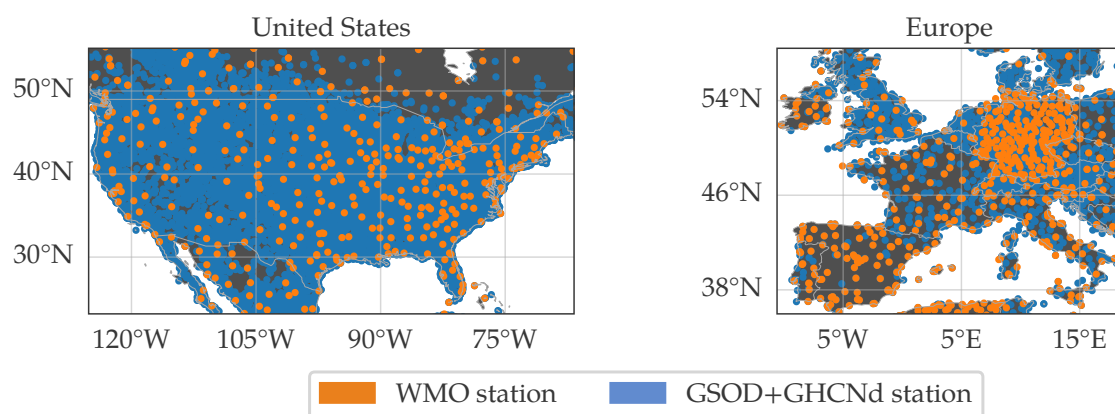 United States
Europe
50°N
40°N
30°N
120°W
105°W
90°W
75°W
54°N
46°N
38°N
5°W
5°E
15°E
WMO station
GSOD+GHCNd station